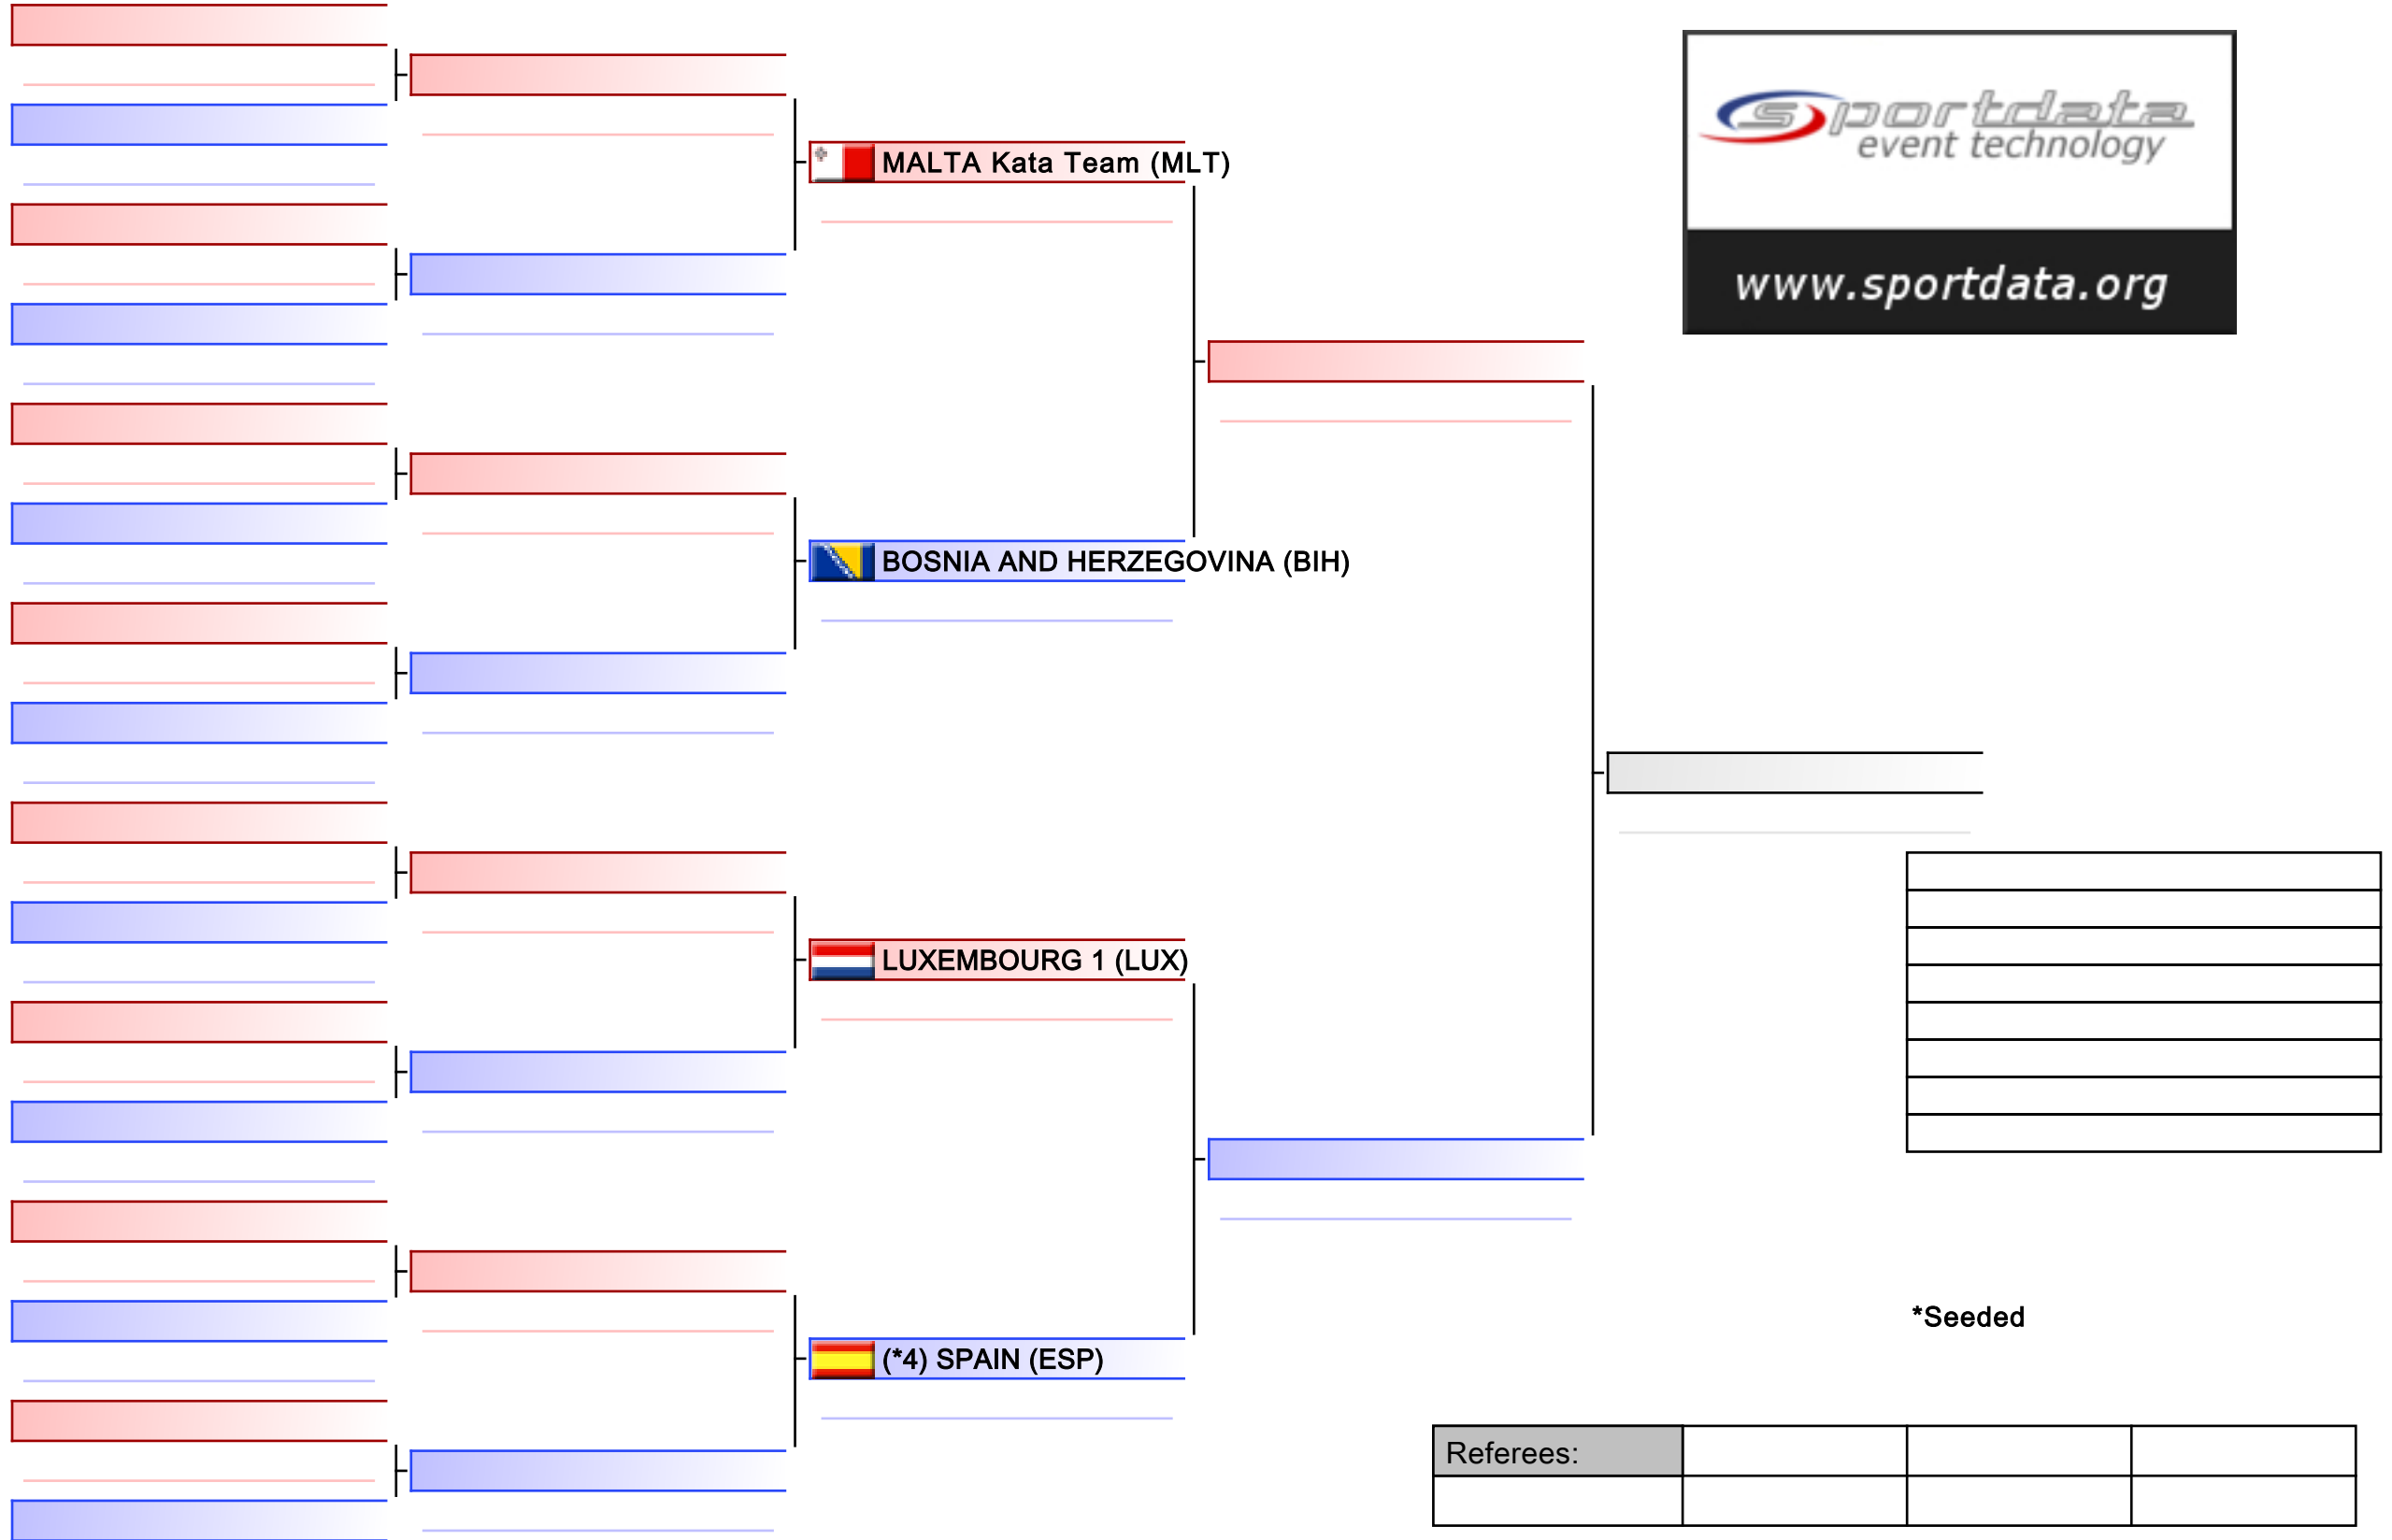 sportdata
event technology
www.sportdata.org
MALTA Kata Team (MLT)
BOSNIA AND HERZEGOVINA (BIH)
LUXEMBOURG 1 (LUX)
(*4) SPAIN (ESP)
*Seeded
Referees: